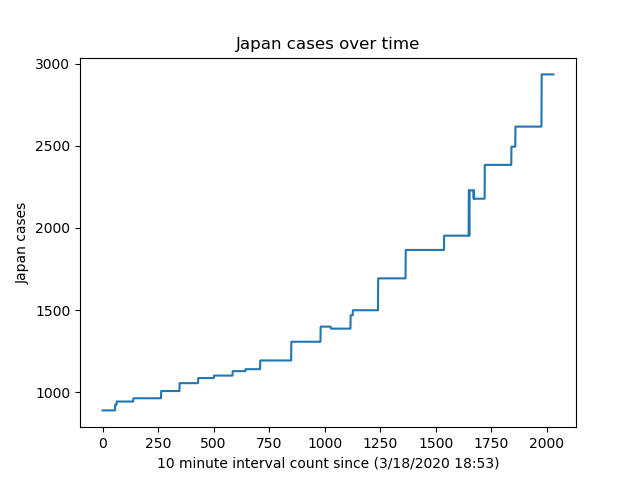 Japan cases over time
3000
2500
2000
1500
1000
Japan cases
0 250 500 750 1000 1250 1500 1750 2000
10 minute interval count since (3/18/2020 18:53)